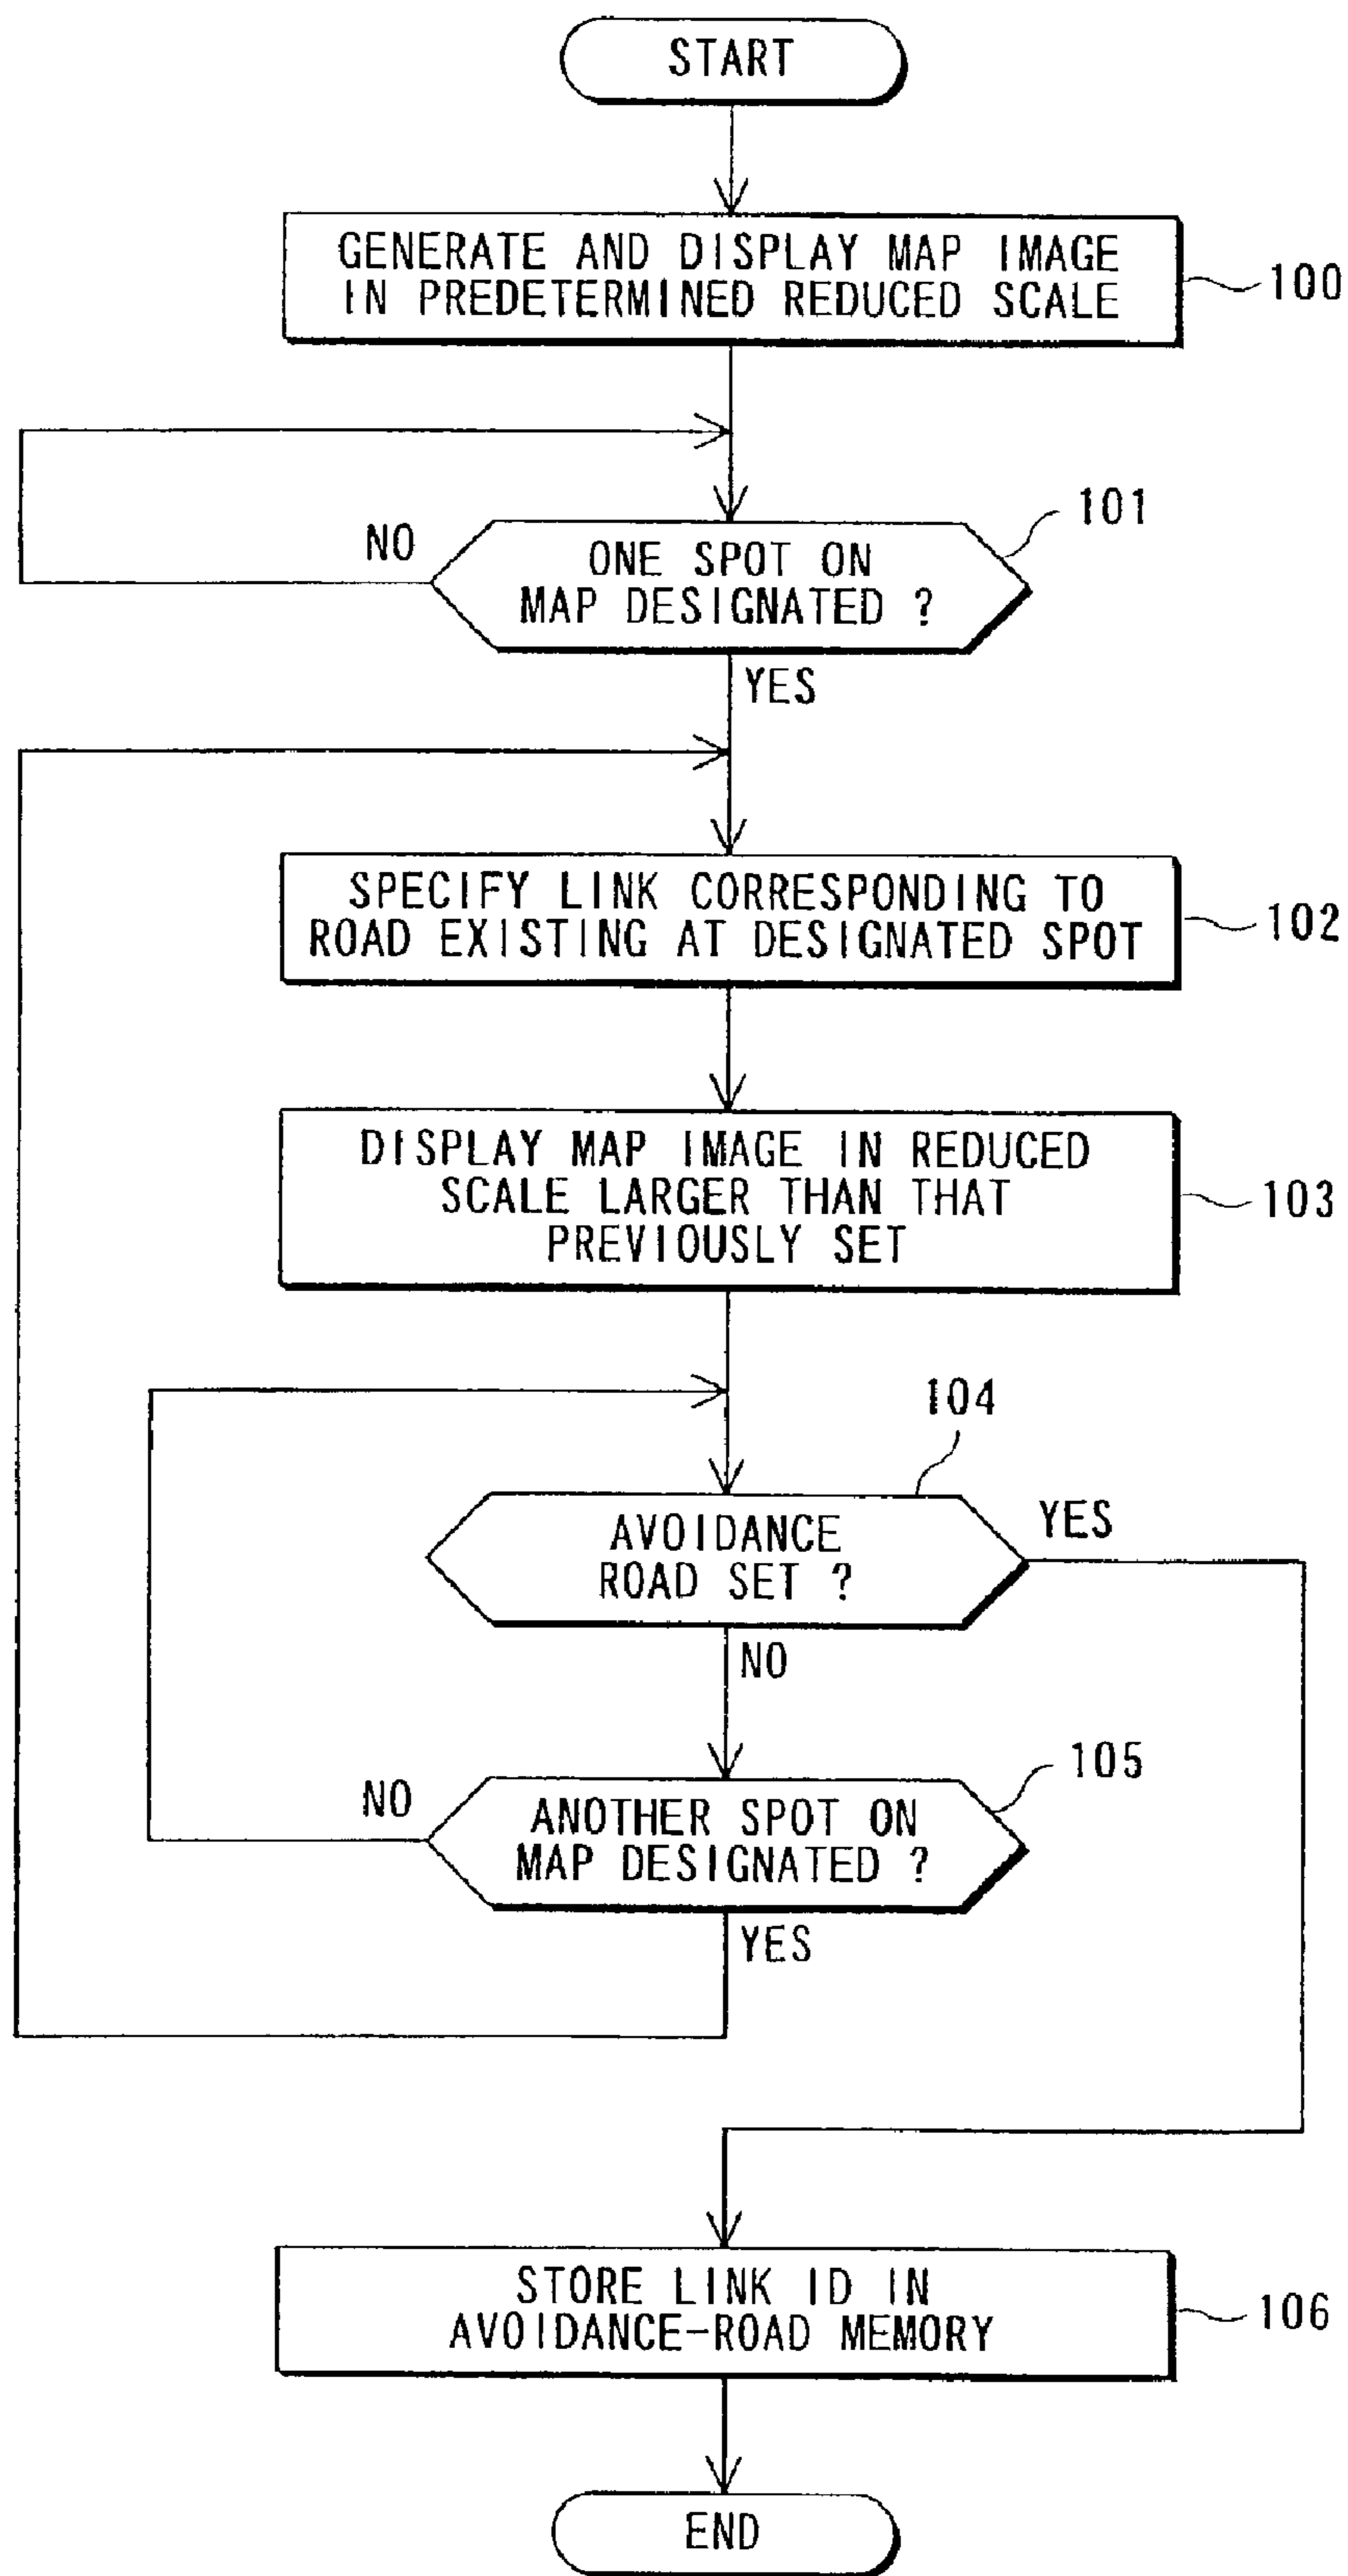 START
GENERATE AND DISPLAY MAP IMAGE
IN PREDETERMINED REDUCED SCALE
100
101
NO
ONE SPOT ON
MAP DESIGNATED ?
YES
SPECIFY LINK CORRESPONDING TO
ROAD EXISTING AT DESIGNATED SPOT
102
DISPLAY MAP IMAGE IN REDUCED
SCALE LARGER THAN THAT
PREVIOUSLY SET
103
104
AVOIDANCE
ROAD SET ?
YES
NO
105
NO
ANOTHER SPOT ON
MAP DESIGNATED ?
YES
STORE LINK ID IN
AVOIDANCE-ROAD MEMORY
106
END